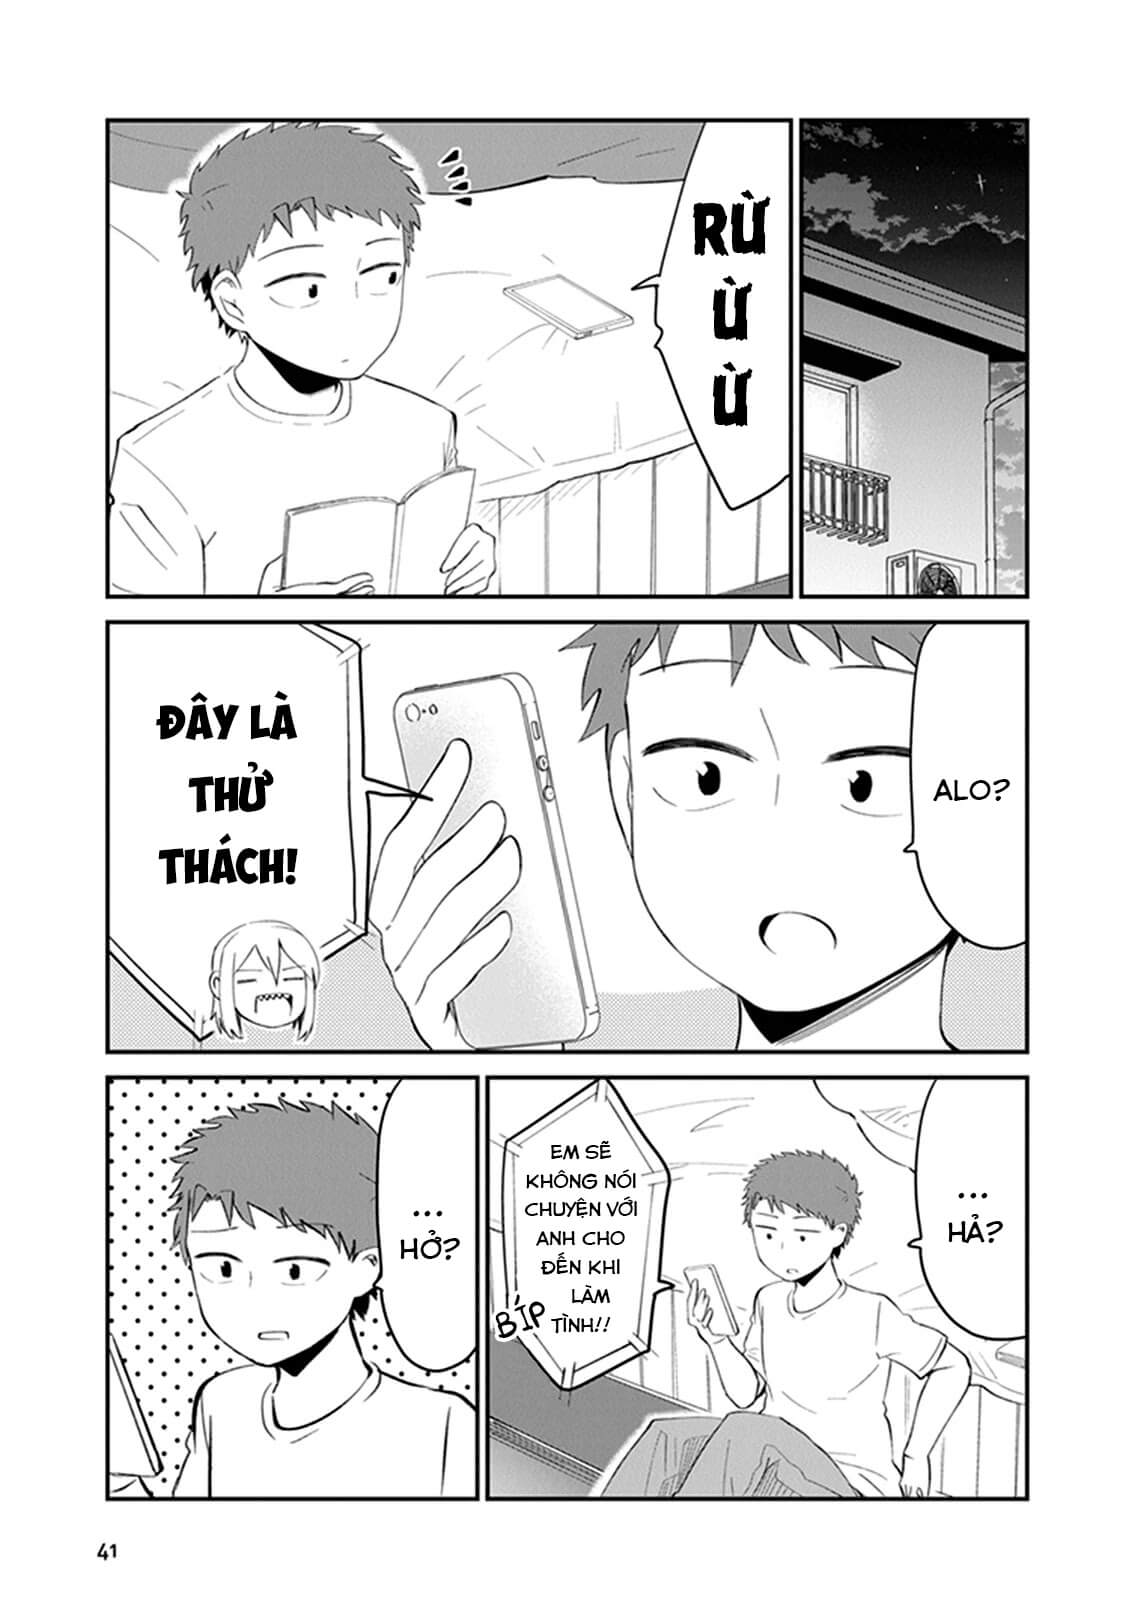 RỪ
Ừ
Ừ
ALO?
ĐÂY LÀ
THỬ
THÁCH!
...
HẢ?
EM SẼ
KHÔNG NÓI
CHUYỆN VỚI
ANH CHO
ĐẾN KHI
LÀM
TÌNH!!
BÍP
...
HỞ?
41